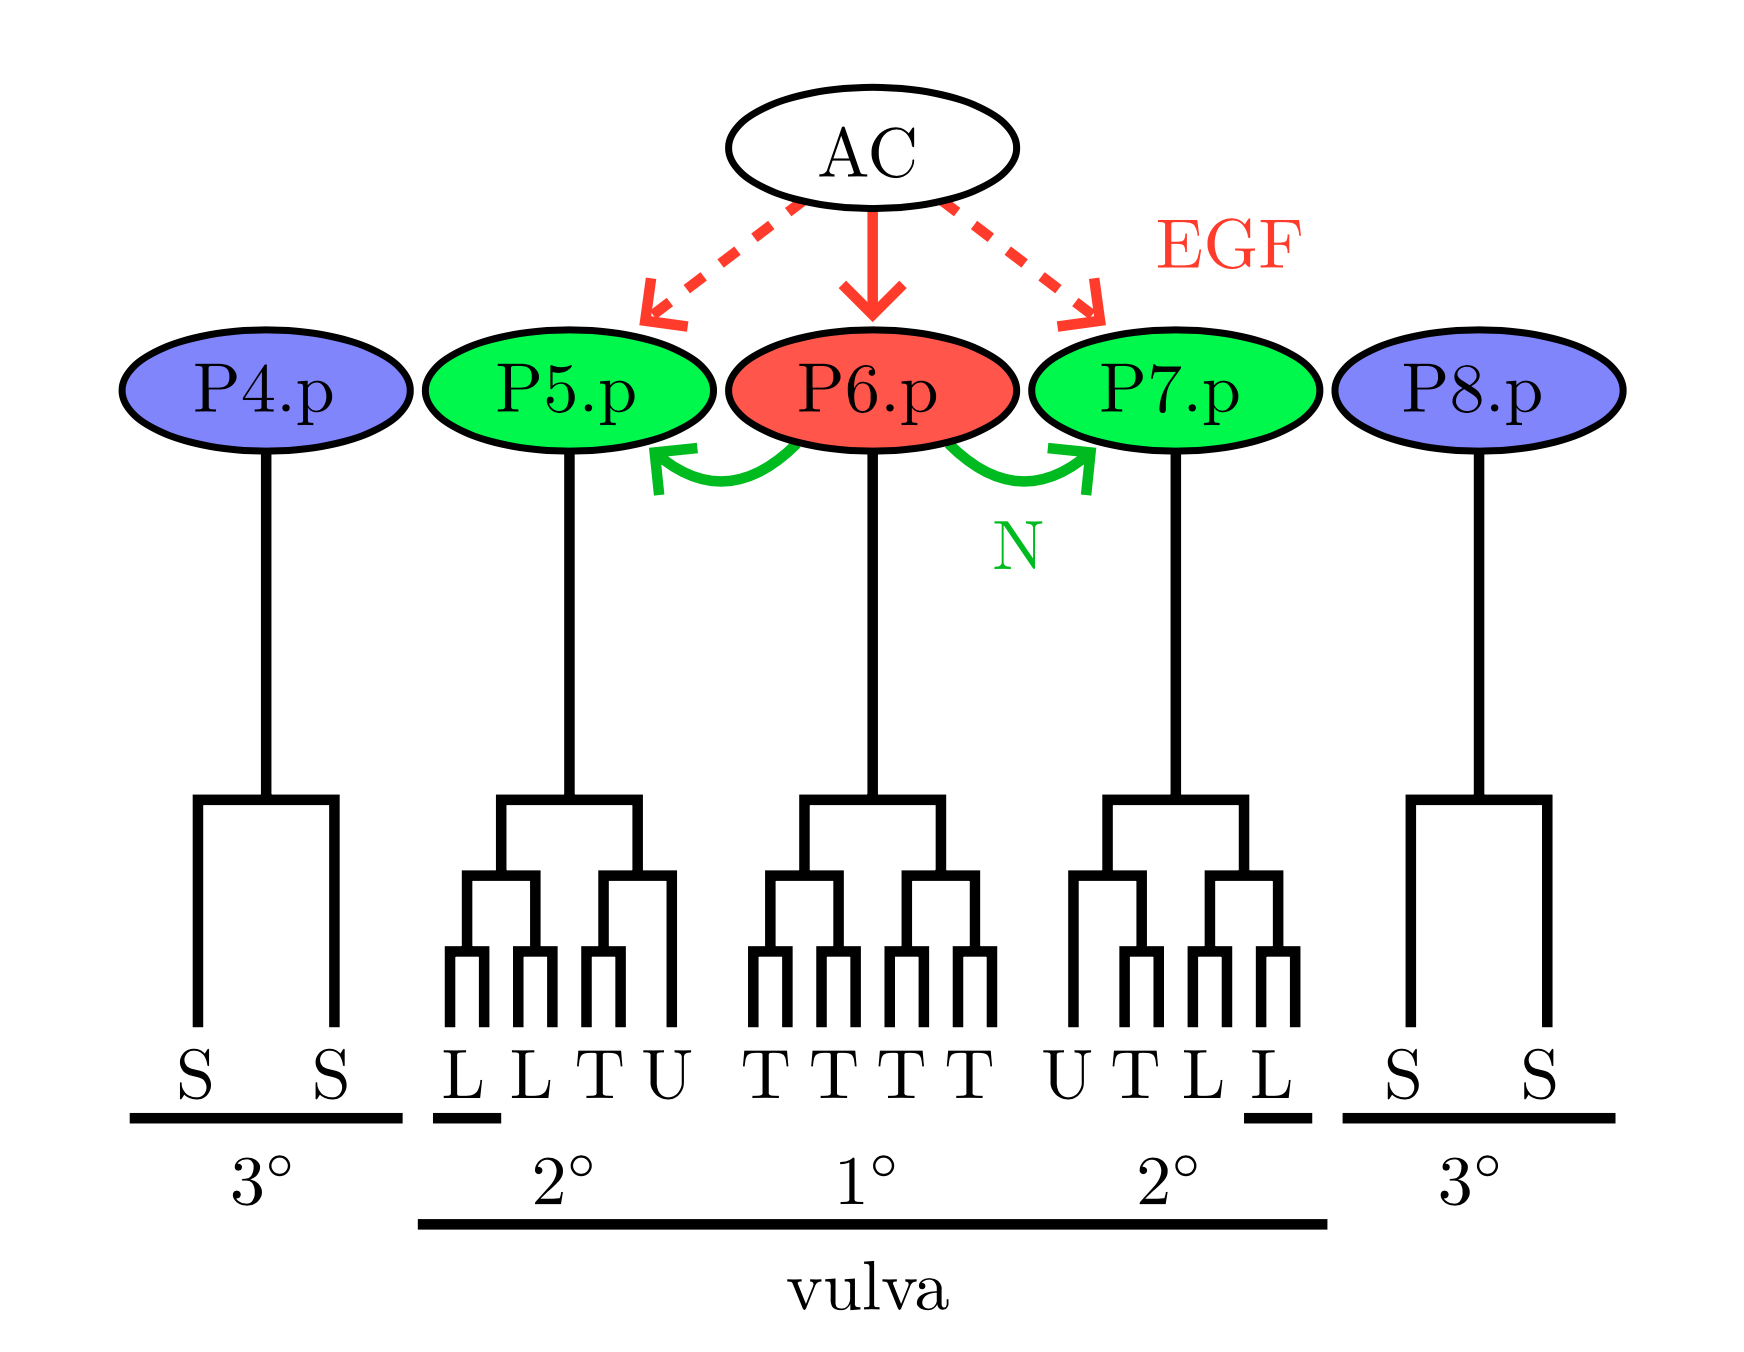 AC
EGF
P4.p P5.p P6.p P7.p P8.p
N
S S L L T U T T T T U T L L S S
3° 2° 1° 2° 3°
vulva